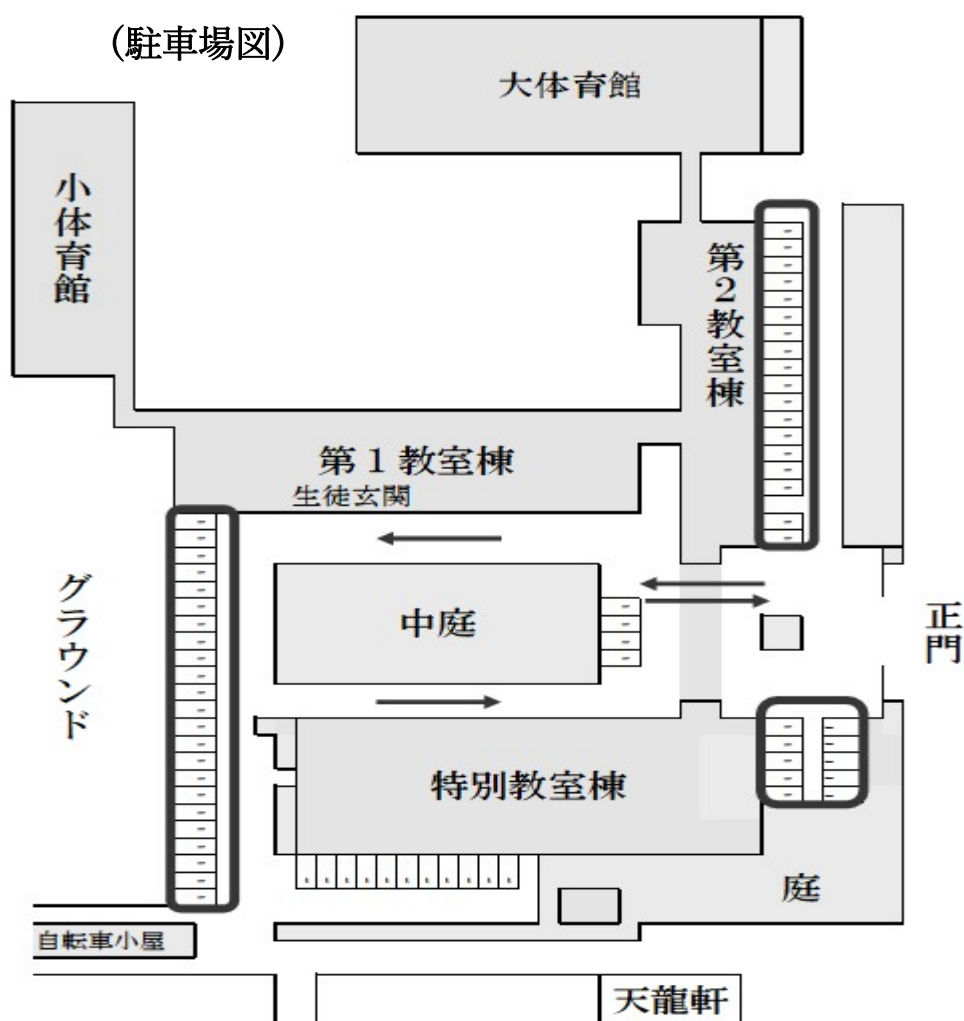 (駐車場図)
大体育館
小体育館
第2教室棟
第1教室棟
生徒玄関
グラウンド
中庭
正門
特別教室棟
庭
自転車小屋
天龍軒